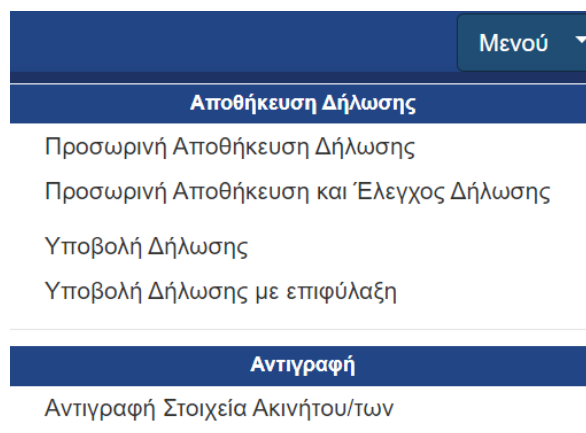 Μενού
Αποθήκευση Δήλωσης
Προσωρινή Αποθήκευση Δήλωσης
Προσωρινή Αποθήκευση και Έλεγχος Δήλωσης
Υποβολή Δήλωσης
Υποβολή Δήλωσης με επιφύλαξη
Αντιγραφή
Αντιγραφή Στοιχεία Ακινήτου/των